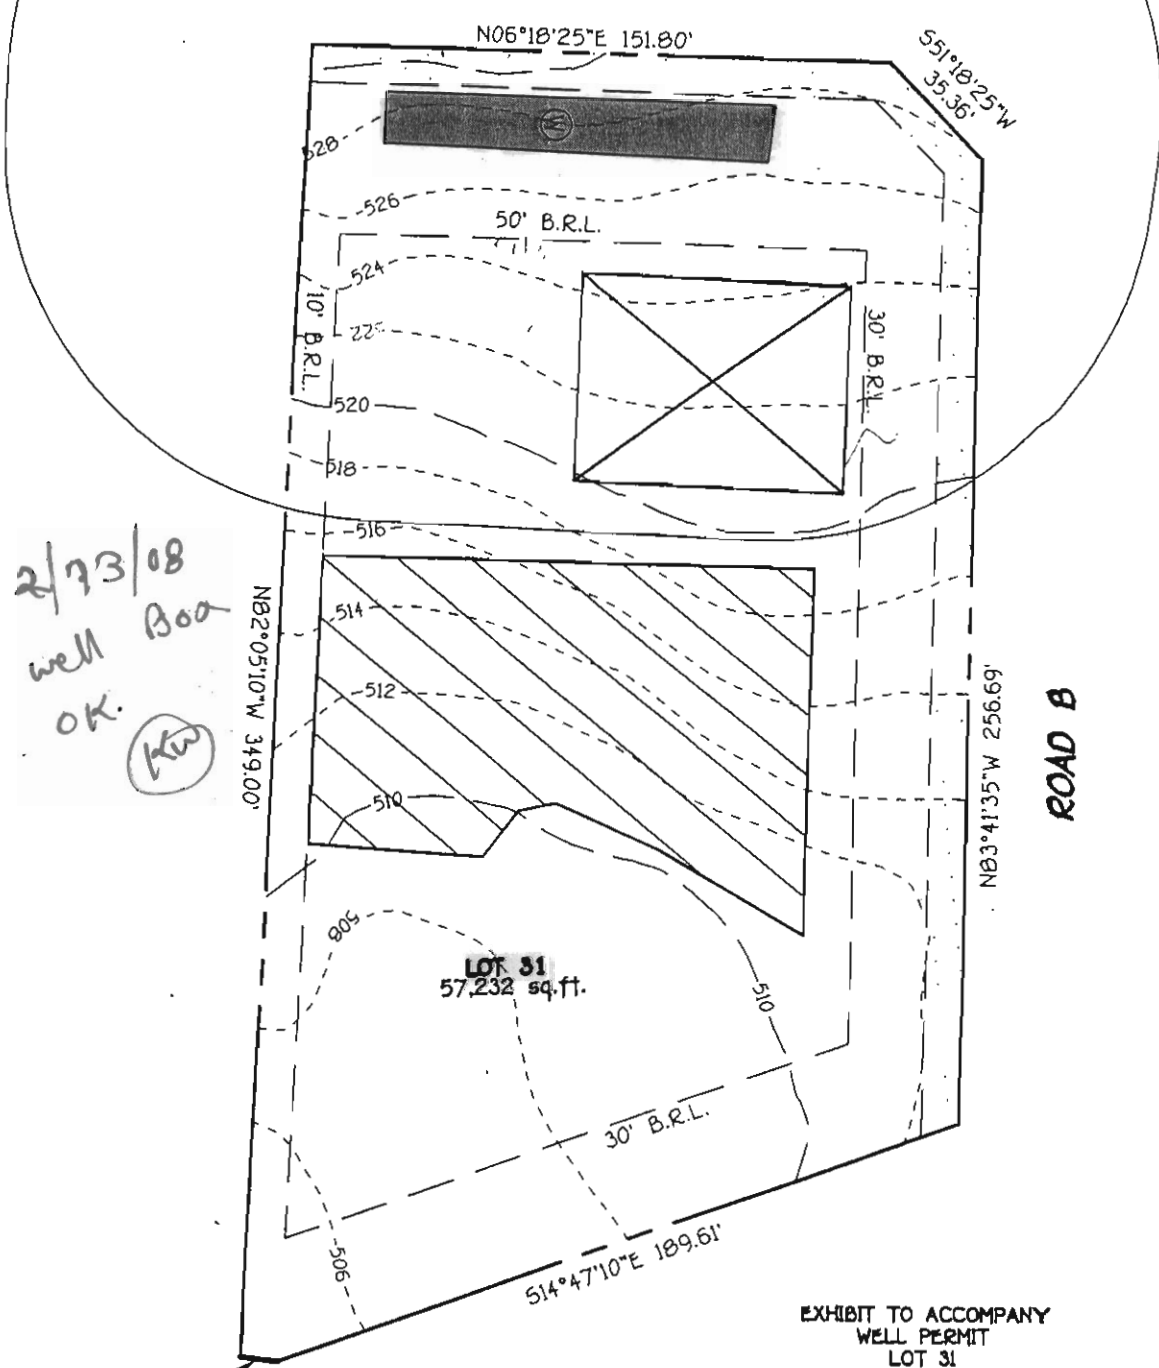 N06°18'25"E 151.80'
S51°18'25"W
35.36'
W
528
526
50' B.R.L.
524
10' B.R.L.
30' B.R.L.
520
518
516
2/23/08
well Box
OK.
KW
514
N82°05'10"W 349.00'
512
N83°41'35"W 256.69'
ROAD B
510
508
LOT 31
57,232 sq.ft.
510
30' B.R.L.
506
S14°47'10"E 189.61'
EXHIBIT TO ACCOMPANY
WELL PERMIT
LOT 31